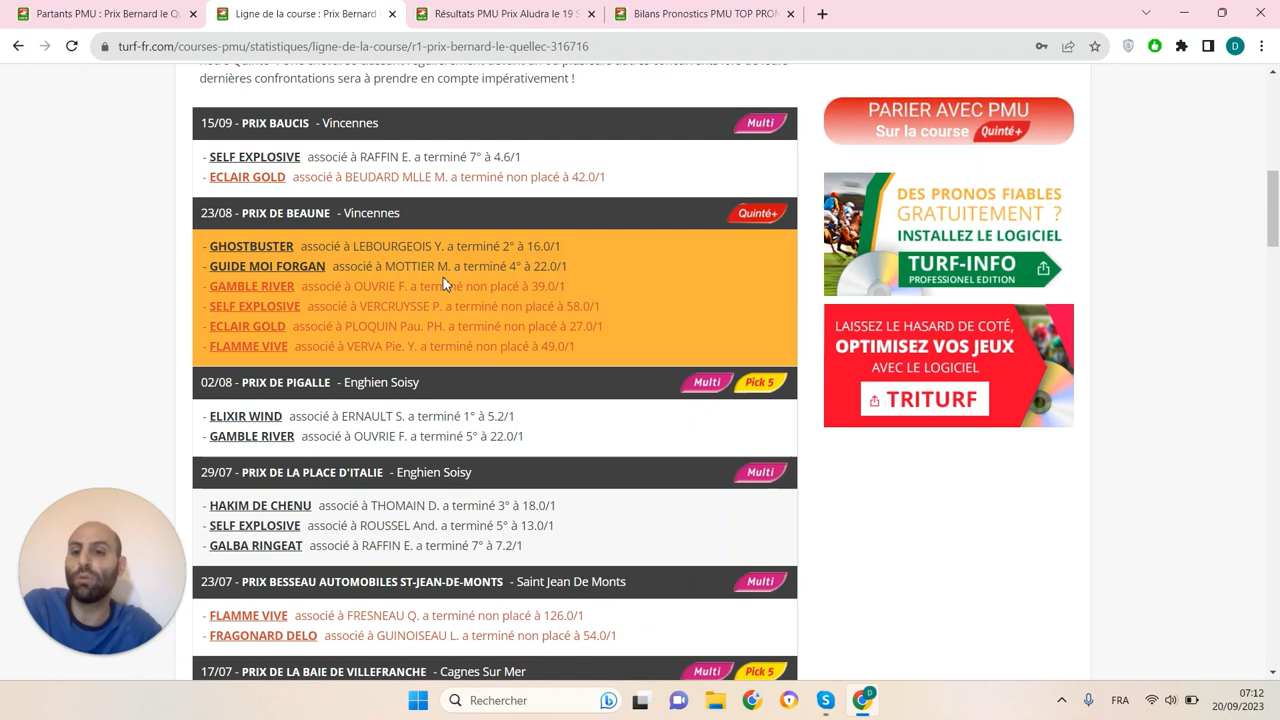 Partants PMU : Prix Bernard le Qu
Ligne de la course : Prix Bernard
Résultats PMU Prix Aludra le 19 S
Bilans Pronostics PMU TOP PRON
turf-fr.com/courses-pmu/statistiques/ligne-de-la-course/r1-prix-bernard-le-quellec-316716
D
dernières confrontations sera à prendre en compte impérativement !
15/09 - PRIX BAUCIS - Vincennes Multi
- SELF EXPLOSIVE associé à RAFFIN E. a terminé 7° à 4.6/1
- ECLAIR GOLD associé à BEUDARD MLLE M. a terminé non placé à 42.0/1
23/08 - PRIX DE BEAUNE - Vincennes Quinté+
- GHOSTBUSTER associé à LEBOURGEOIS Y. a terminé 2° à 16.0/1
- GUIDE MOI FORGAN associé à MOTTIER M. a terminé 4° à 22.0/1
- GAMBLE RIVER associé à OUVRIE F. a terminé non placé à 39.0/1
- SELF EXPLOSIVE associé à VERCRUYSSE P. a terminé non placé à 58.0/1
- ECLAIR GOLD associé à PLOQUIN Pau. PH. a terminé non placé à 27.0/1
- FLAMME VIVE associé à VERVA Pie. Y. a terminé non placé à 49.0/1
02/08 - PRIX DE PIGALLE - Enghien Soisy Multi Pick 5
- ELIXIR WIND associé à ERNAULT S. a terminé 1° à 5.2/1
- GAMBLE RIVER associé à OUVRIE F. a terminé 5° à 22.0/1
29/07 - PRIX DE LA PLACE D'ITALIE - Enghien Soisy Multi
- HAKIM DE CHENU associé à THOMAIN D. a terminé 3° à 18.0/1
- SELF EXPLOSIVE associé à ROUSSEL And. a terminé 5° à 13.0/1
- GALBA RINGEAT associé à RAFFIN E. a terminé 7° à 7.2/1
23/07 - PRIX BESSEAU AUTOMOBILES ST-JEAN-DE-MONTS - Saint Jean De Monts Multi
- FLAMME VIVE associé à FRESNEAU Q. a terminé non placé à 126.0/1
- FRAGONARD DELO associé à GUINOISEAU L. a terminé non placé à 54.0/1
17/07 - PRIX DE LA BAIE DE VILLEFRANCHE - Cagnes Sur Mer Multi Pick 5
PARIER AVEC PMU
Sur la course Quinté+
DES PRONOS FIABLES
GRATUITEMENT ?
INSTALLEZ LE LOGICIEL
TURF-INFO
PROFESSIONNEL EDITION
LAISSEZ LE HASARD DE COTÉ,
OPTIMISEZ VOS JEUX
AVEC LE LOGICIEL
TRITURF
Rechercher
FRA
07:12
20/09/2023